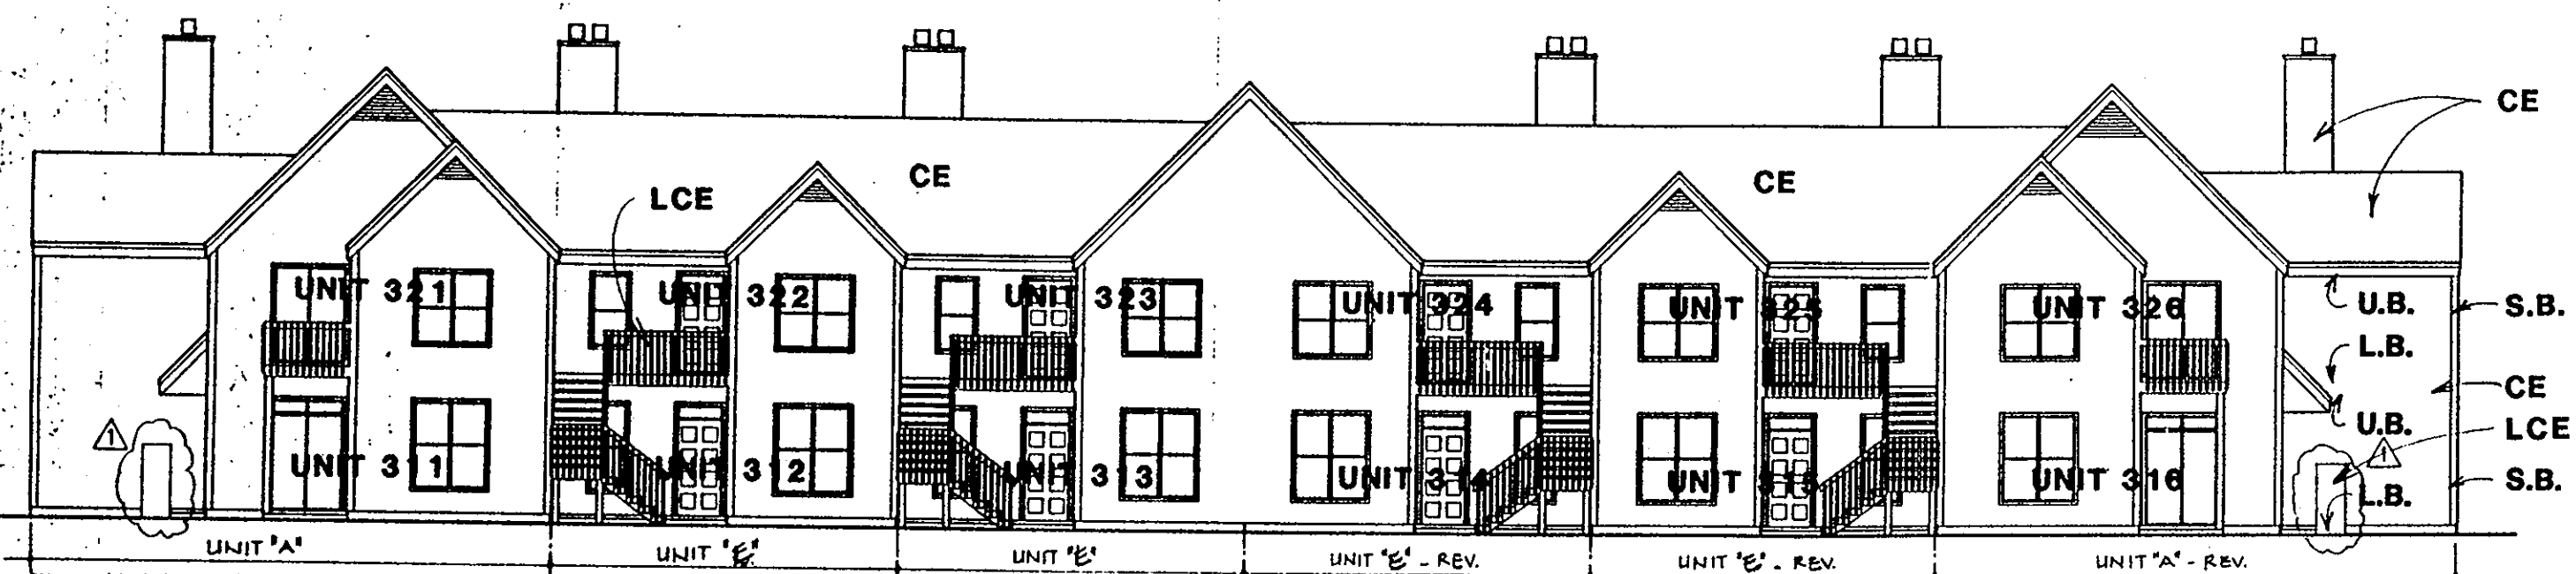 CE
CE
LCE
CE
UNIT 321
UNIT 322
UNIT 323
UNIT 324
UNIT 325
UNIT 326
U.B.
S.B.
L.B.
CE
U.B.
LCE
1
1
UNIT 311
UNIT 312
UNIT 313
UNIT 314
UNIT 315
UNIT 316
S.B.
L.B.
UNIT "A"
UNIT "E"
UNIT "E"
UNIT "E" - REV.
UNIT "E" - REV.
UNIT "A" - REV.